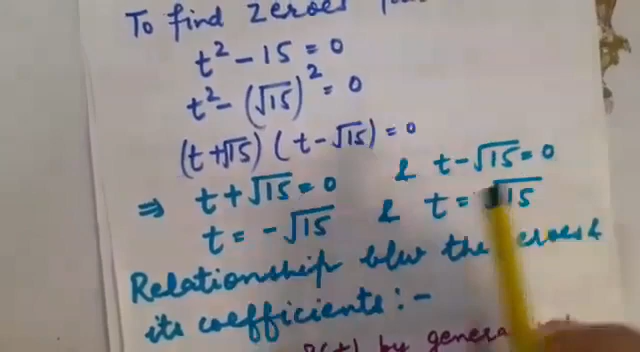 To find Zeroes
t² - 15 = 0
t² - (√15)² = 0
(t+√15) (t-√15) = 0
⇒ t + √15 = 0 & t - √15 = 0
t = -√15 & t = √15
Relationship b/w the zeroes &
its coefficients :-
by general